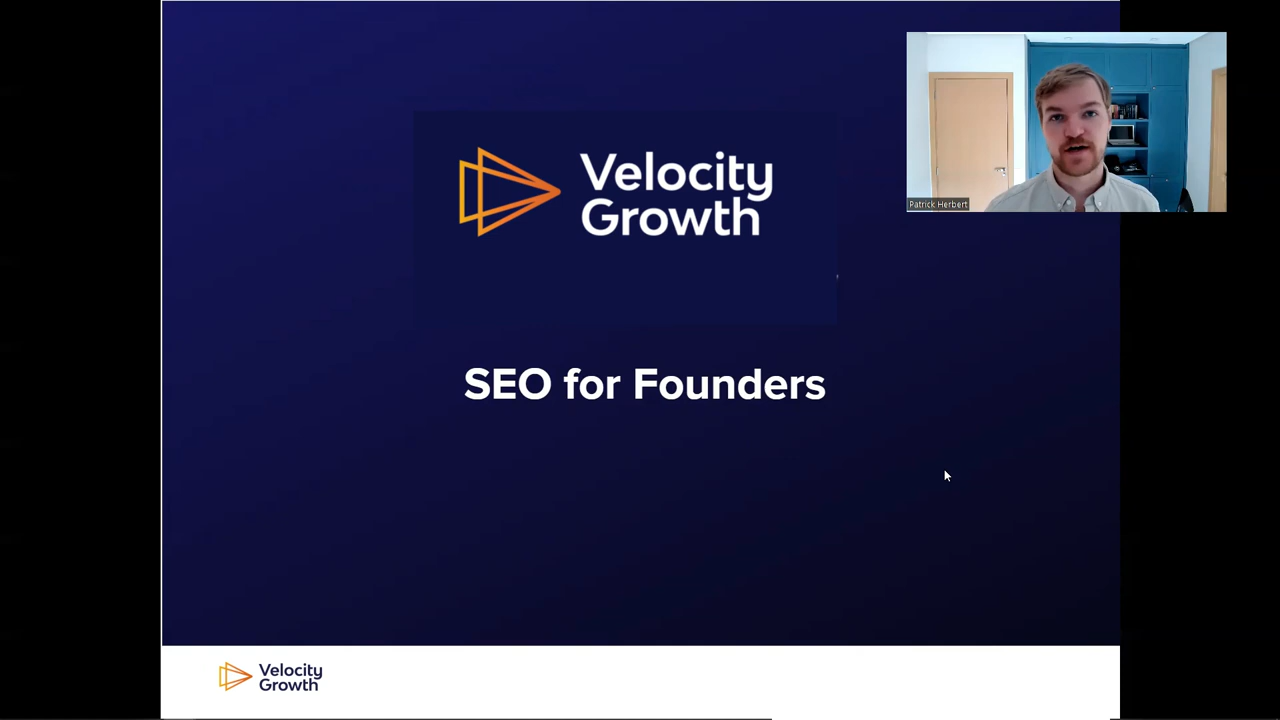 Velocity
Growth
Patrick Herbert
SEO for Founders
Velocity
Growth